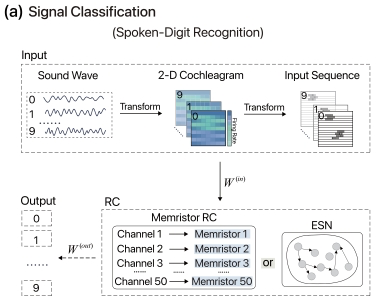 (a) Signal Classification
(Spoken-Digit Recognition)
Input
Sound Wave
2-D Cochleagram
Input Sequence
0
1
......
9
Transform
9
1
0
Firing Rate
Transform
9
1
0
W(in)
Output
0
1
......
9
W(out)
RC
Memristor RC
Channel 1 Memristor 1
Channel 2 Memristor 2
Channel 3 Memristor 3
...... ...... ......
Channel 50 Memristor 50
or
ESN